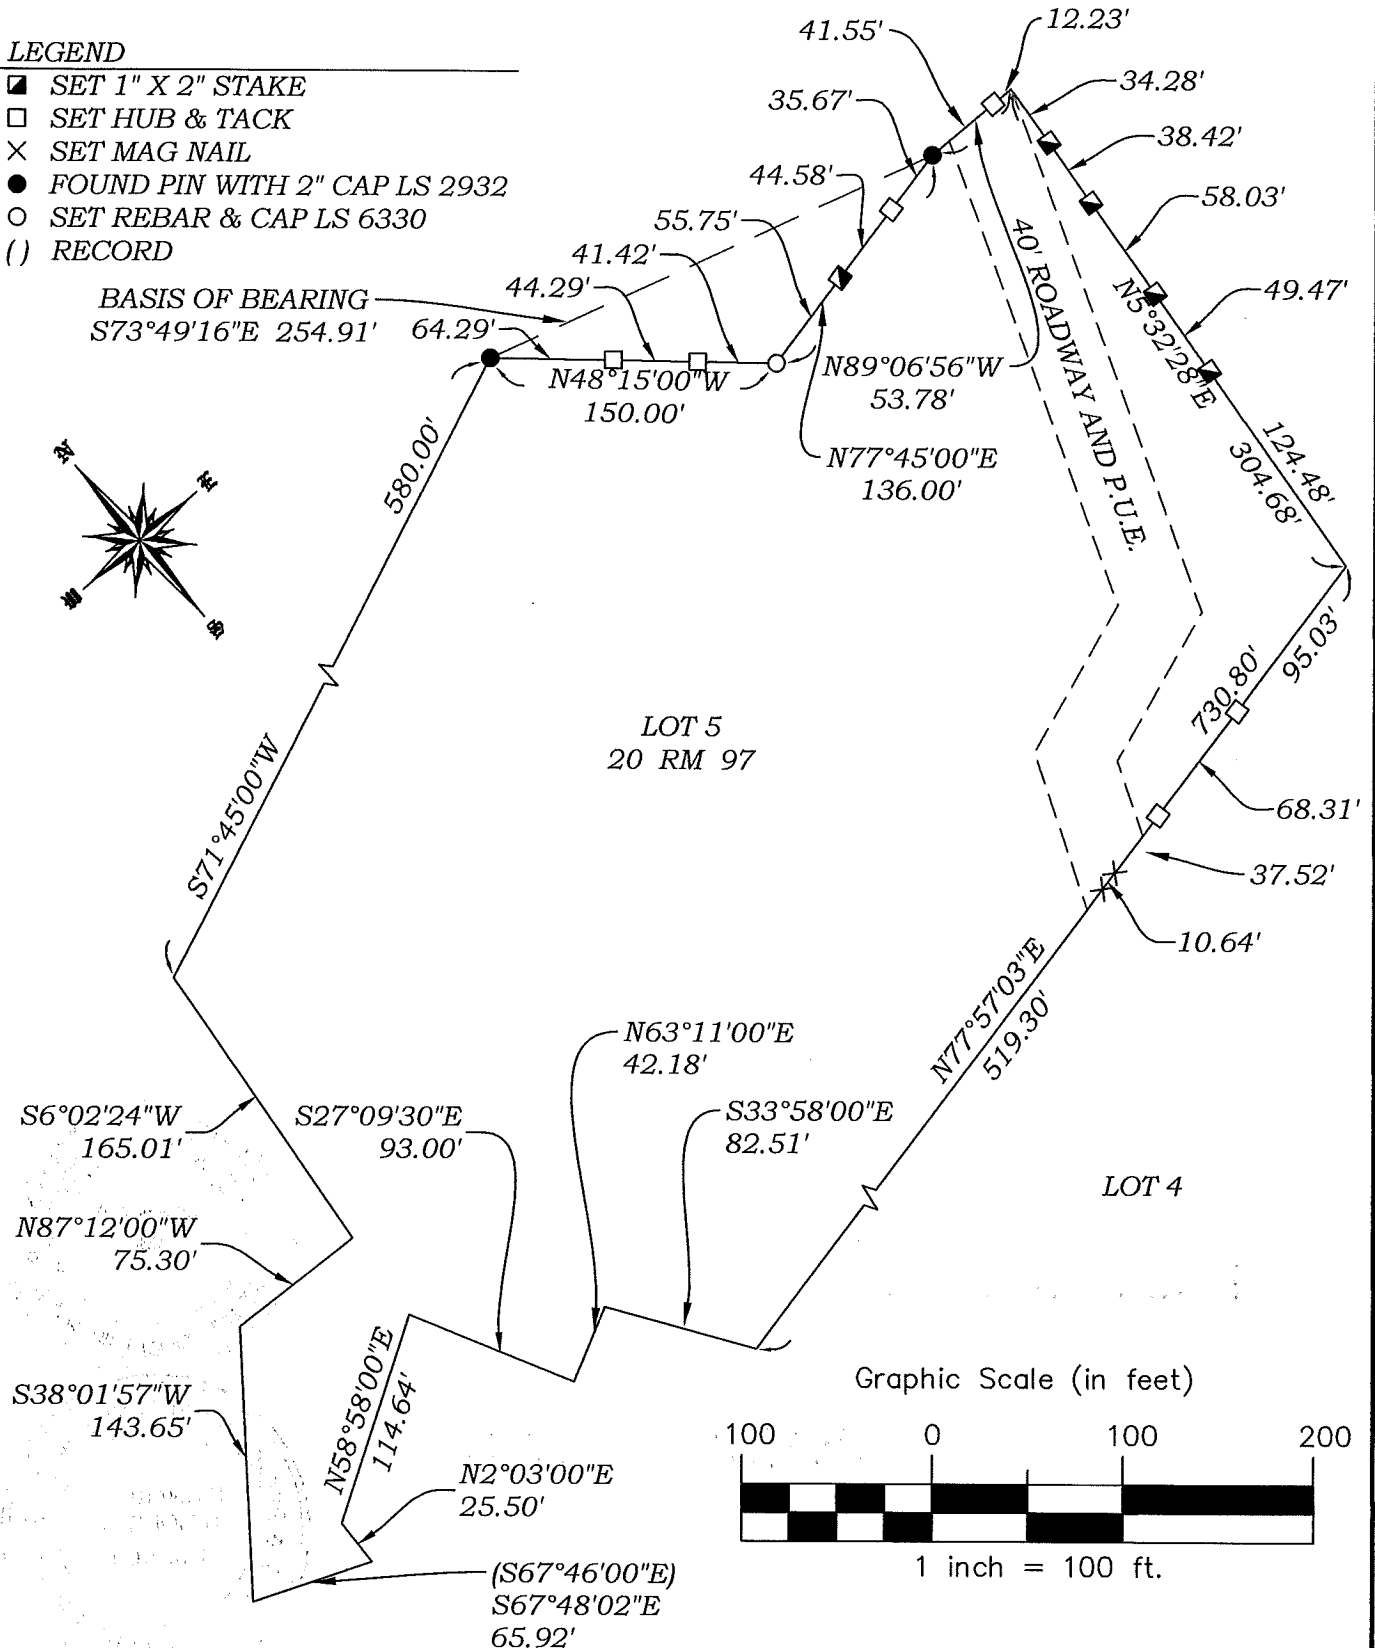 LEGEND
SET 1" X 2" STAKE
SET HUB & TACK
SET MAG NAIL
FOUND PIN WITH 2" CAP LS 2932
SET REBAR & CAP LS 6330
( ) RECORD
12.23'
41.55'
34.28'
35.67'
38.42'
44.58'
58.03'
55.75'
41.42'
44.29'
49.47'
BASIS OF BEARING
S73°49'16"E 254.91'
64.29'
N48°15'00"W
150.00'
N89°06'56"W
53.78'
N77°45'00"E
136.00'
40' ROADWAY AND P.U.E.
N5°32'28"E
124.48'
304.68'
580.00'
N
E
W
S
95.03'
730.80'
LOT 5
20 RM 97
68.31'
37.52'
10.64'
S71°45'00"W
N77°57'03"E
519.30'
N63°11'00"E
42.18'
S6°02'24"W
165.01'
S27°09'30"E
93.00'
S33°58'00"E
82.51'
LOT 4
N87°12'00"W
75.30'
S38°01'57"W
143.65'
N58°58'00"E
114.64'
N2°03'00"E
25.50'
(S67°46'00"E)
S67°48'02"E
65.92'
Graphic Scale (in feet)
100 0 100 200
1 inch = 100 ft.